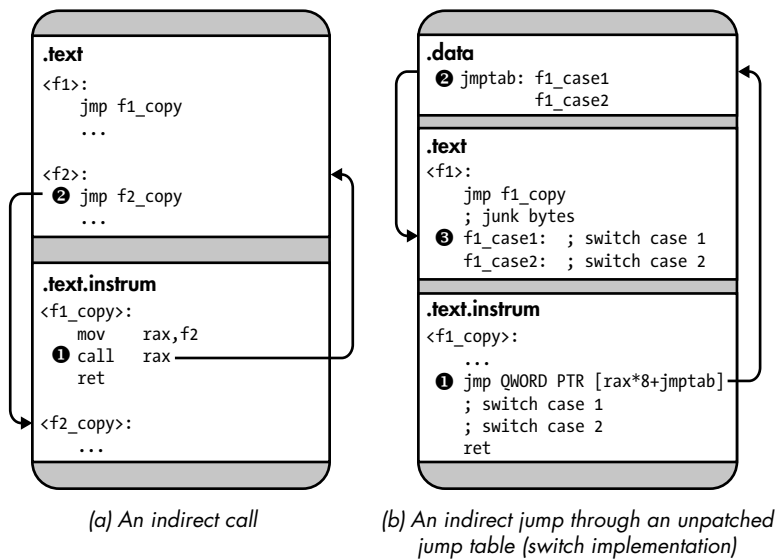 .text
<f1>:
jmp f1_copy
...
<f2>:
❷ jmp f2_copy
...
.text.instrum
<f1_copy>:
mov rax,f2
❶ call rax
ret
<f2_copy>:
...
(a) An indirect call
.data
❷ jmptab: f1_case1
f1_case2
.text
<f1>:
jmp f1_copy
; junk bytes
❸ f1_case1: ; switch case 1
f1_case2: ; switch case 2
.text.instrum
<f1_copy>:
...
❶ jmp QWORD PTR [rax*8+jmptab]
; switch case 1
; switch case 2
ret
(b) An indirect jump through an unpatched
jump table (switch implementation)